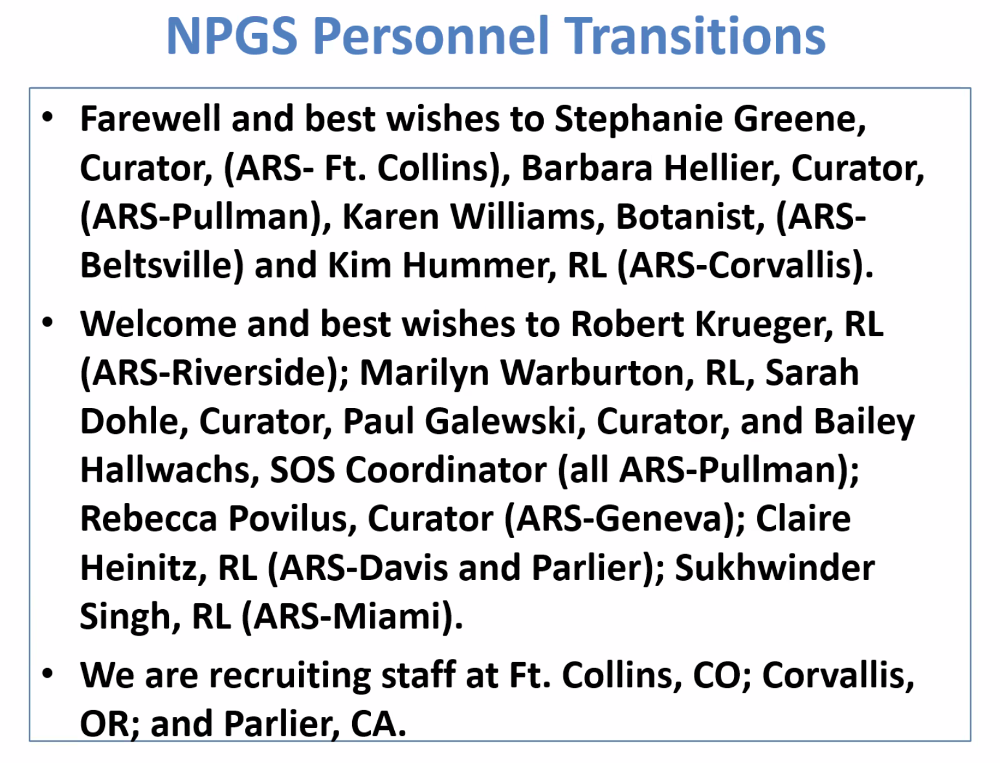 NPGS Personnel Transitions
• Farewell and best wishes to Stephanie Greene,
Curator, (ARS- Ft. Collins), Barbara Hellier, Curator,
(ARS-Pullman), Karen Williams, Botanist, (ARS-
Beltsville) and Kim Hummer, RL (ARS-Corvallis).
• Welcome and best wishes to Robert Krueger, RL
(ARS-Riverside); Marilyn Warburton, RL, Sarah
Dohle, Curator, Paul Galewski, Curator, and Bailey
Hallwachs, SOS Coordinator (all ARS-Pullman);
Rebecca Povilus, Curator (ARS-Geneva); Claire
Heinitz, RL (ARS-Davis and Parlier); Sukhwinder
Singh, RL (ARS-Miami).
• We are recruiting staff at Ft. Collins, CO; Corvallis,
OR; and Parlier, CA.